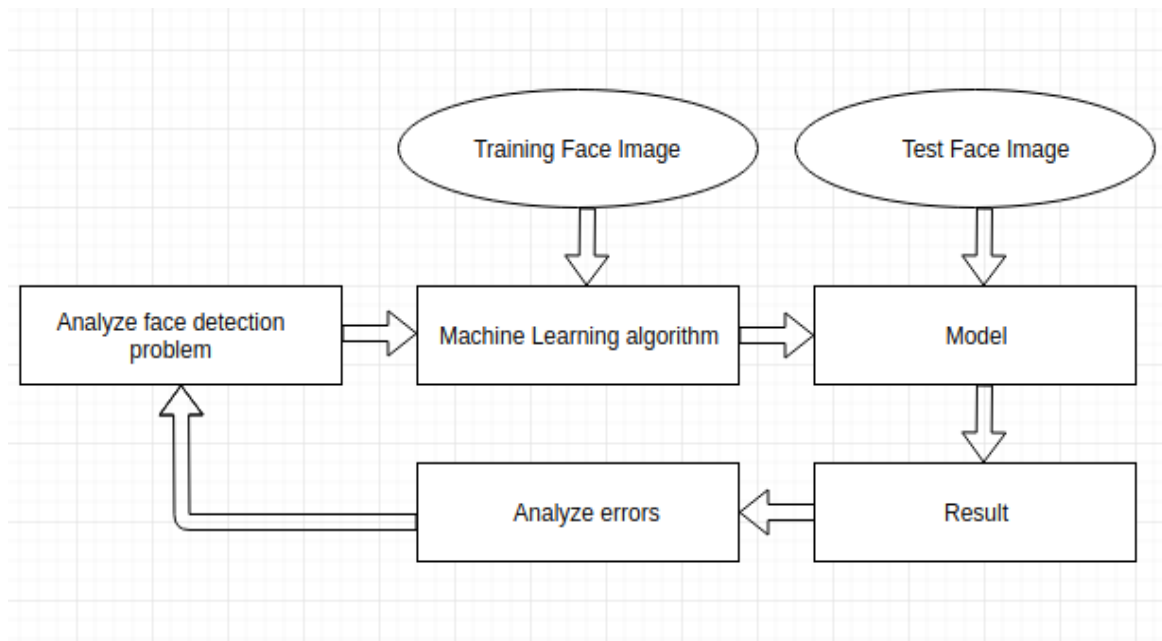 Training Face Image
Test Face Image
Analyze face detection
problem
Machine Learning algorithm
Model
Analyze errors
Result